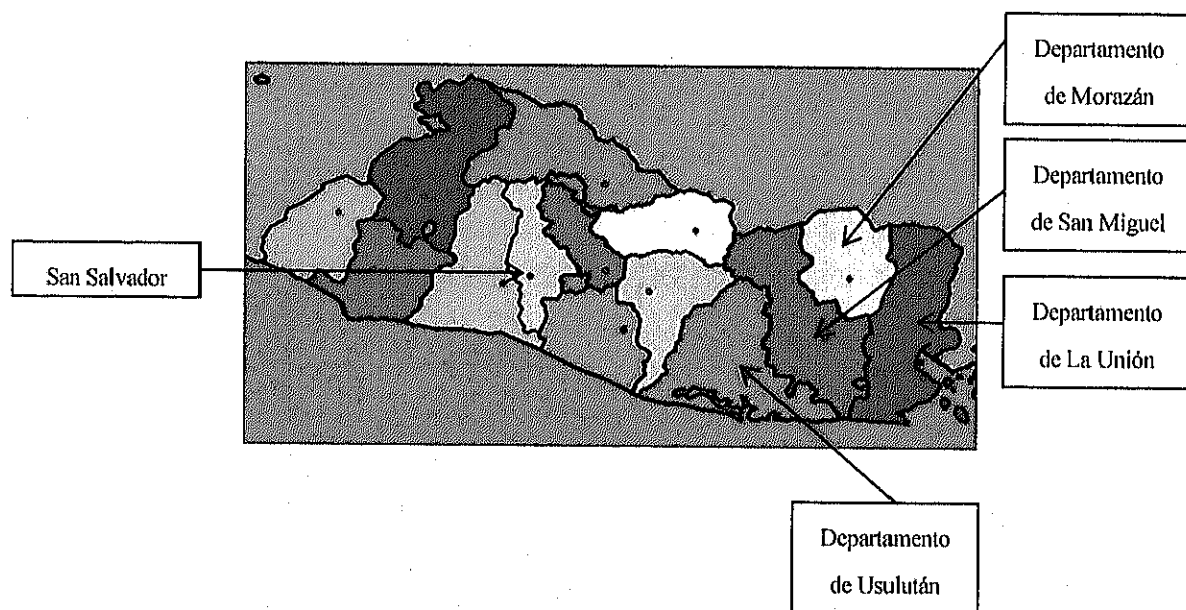 Departamento
de Morazán
Departamento
de San Miguel
San Salvador
Departamento
de La Unión
Departamento
de Usulután